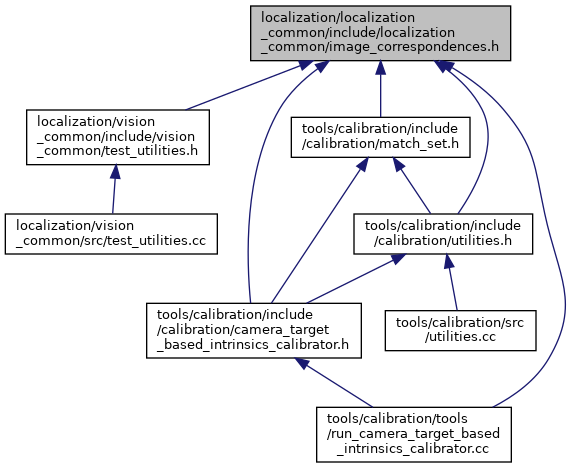 localization/localization
_common/include/localization
_common/image_correspondences.h
localization/vision
_common/include/vision
_common/test_utilities.h
tools/calibration/include
/calibration/match_set.h
localization/vision
_common/src/test_utilities.cc
tools/calibration/include
/calibration/utilities.h
tools/calibration/include
/calibration/camera_target
_based_intrinsics_calibrator.h
tools/calibration/src
/utilities.cc
tools/calibration/tools
/run_camera_target_based
_intrinsics_calibrator.cc